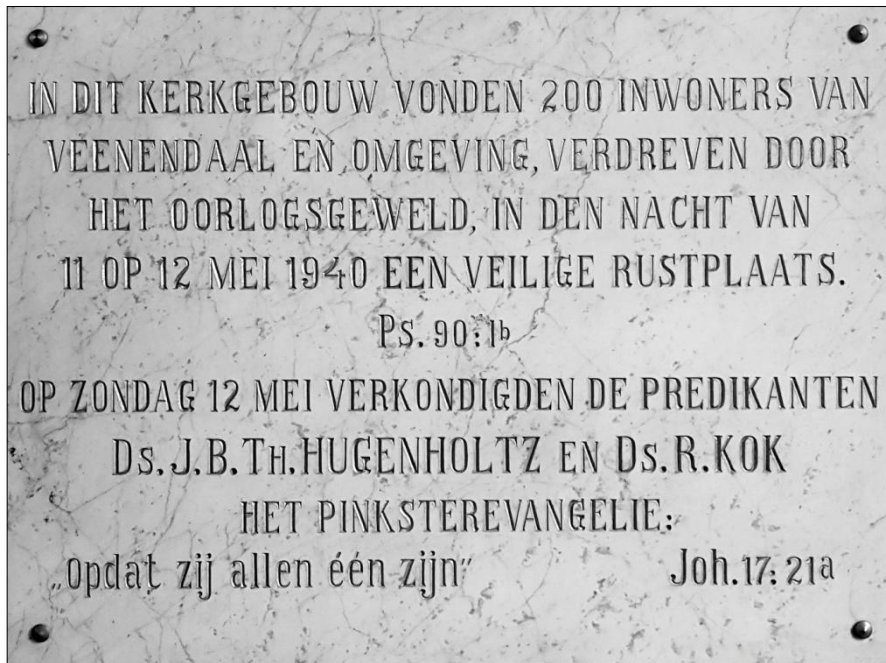 IN DIT KERKGEBOUW VONDEN 200 INWONERS VAN
VEENENDAAL EN OMGEVING, VERDREVEN DOOR
HET OORLOGSGEWELD, IN DEN NACHT VAN
11 OP 12 MEI 1940 EEN VEILIGE RUSTPLAATS.
Ps. 90:1b
OP ZONDAG 12 MEI VERKONDIGDEN DE PREDIKANTEN
Ds. J.B.Th. HUGENHOLTZ EN Ds. R. KOK
HET PINKSTEREVANGELIE:
„Opdat zij allen één zijn” Joh. 17:21a